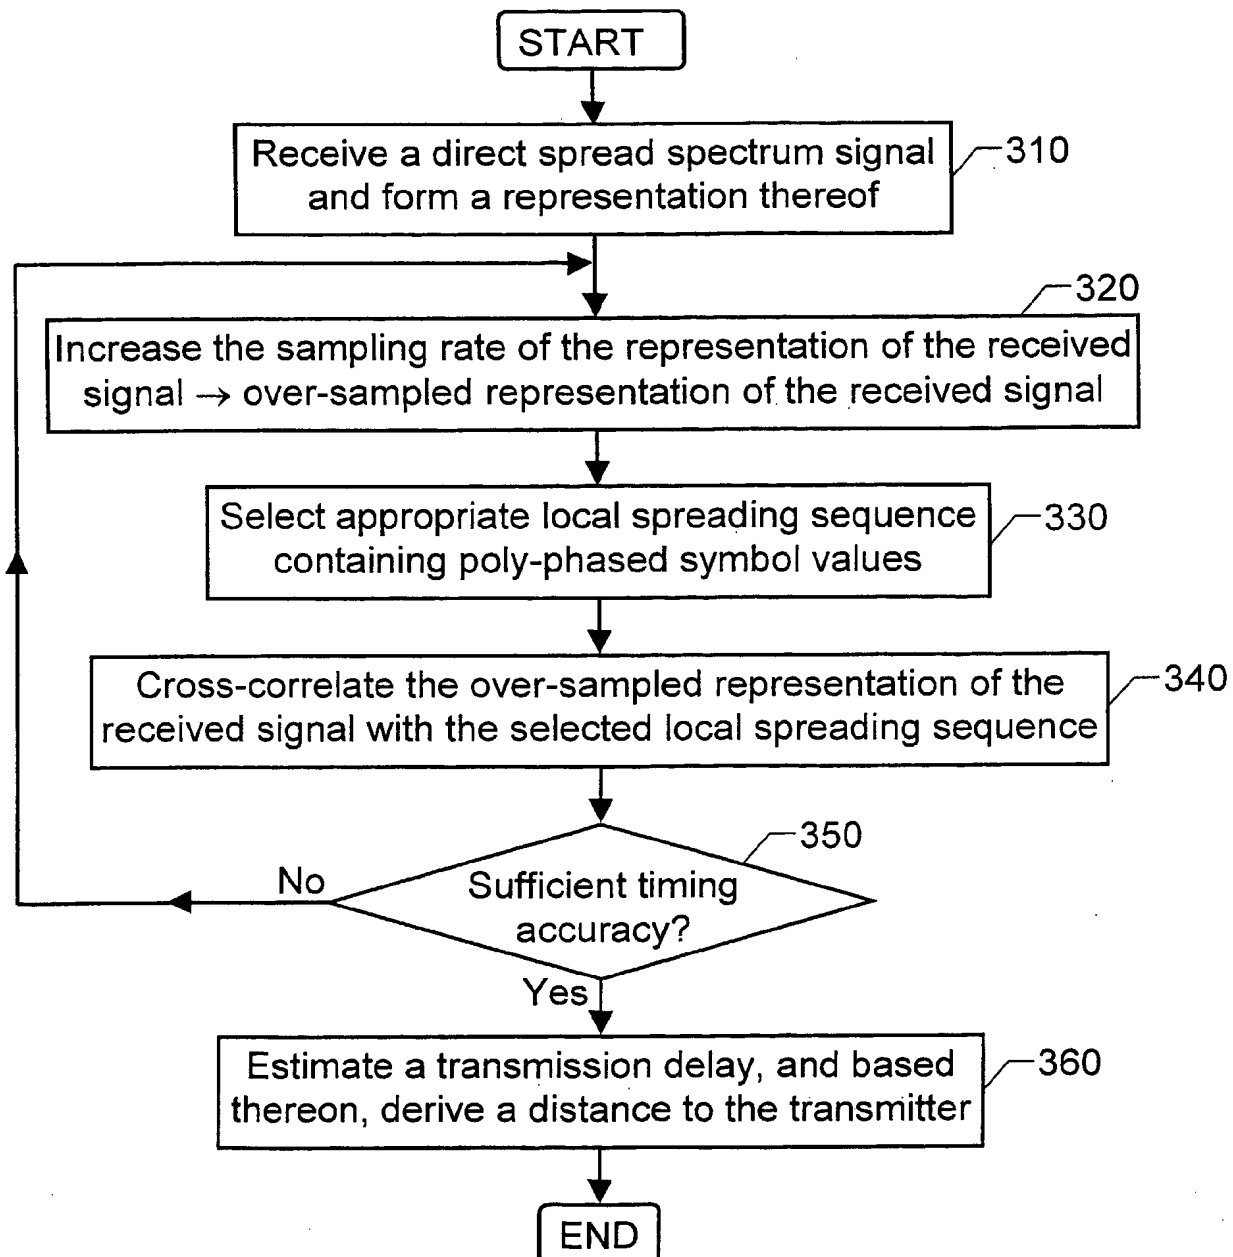 START
Receive a direct spread spectrum signal
and form a representation thereof
310
320
Increase the sampling rate of the representation of the received
signal → over-sampled representation of the received signal
Select appropriate local spreading sequence
containing poly-phased symbol values
330
Cross-correlate the over-sampled representation of the
received signal with the selected local spreading sequence
340
350
No
Sufficient timing
accuracy?
Yes
Estimate a transmission delay, and based
thereon, derive a distance to the transmitter
360
END